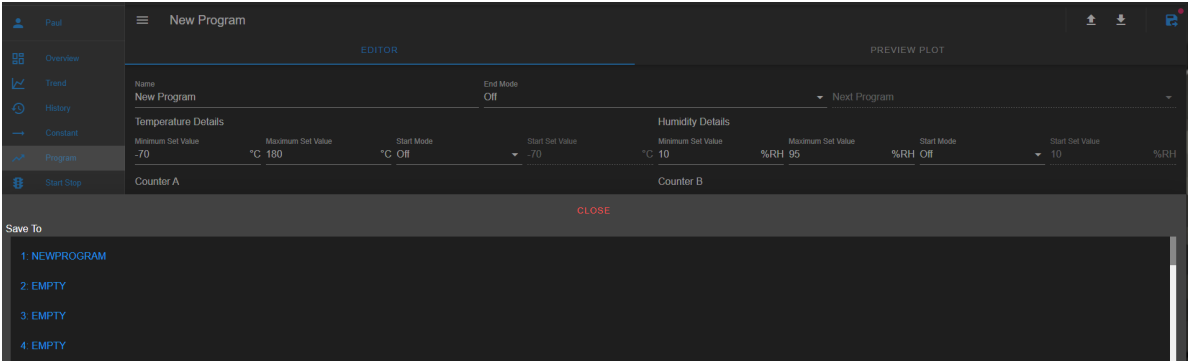 Paul
New Program
EDITOR
PREVIEW PLOT
Overview
Trend
History
Constant
Program
Start Stop
Name
New Program
End Mode
Off
Next Program
Temperature Details
Humidity Details
Minimum Set Value
-70 °C
Maximum Set Value
180 °C
Start Mode
Off
Start Set Value
-70 °C
Minimum Set Value
10 %RH
Maximum Set Value
95 %RH
Start Mode
Off
Start Set Value
10 %RH
Counter A
Counter B
CLOSE
Save To
1: NEWPROGRAM
2: EMPTY
3: EMPTY
4: EMPTY